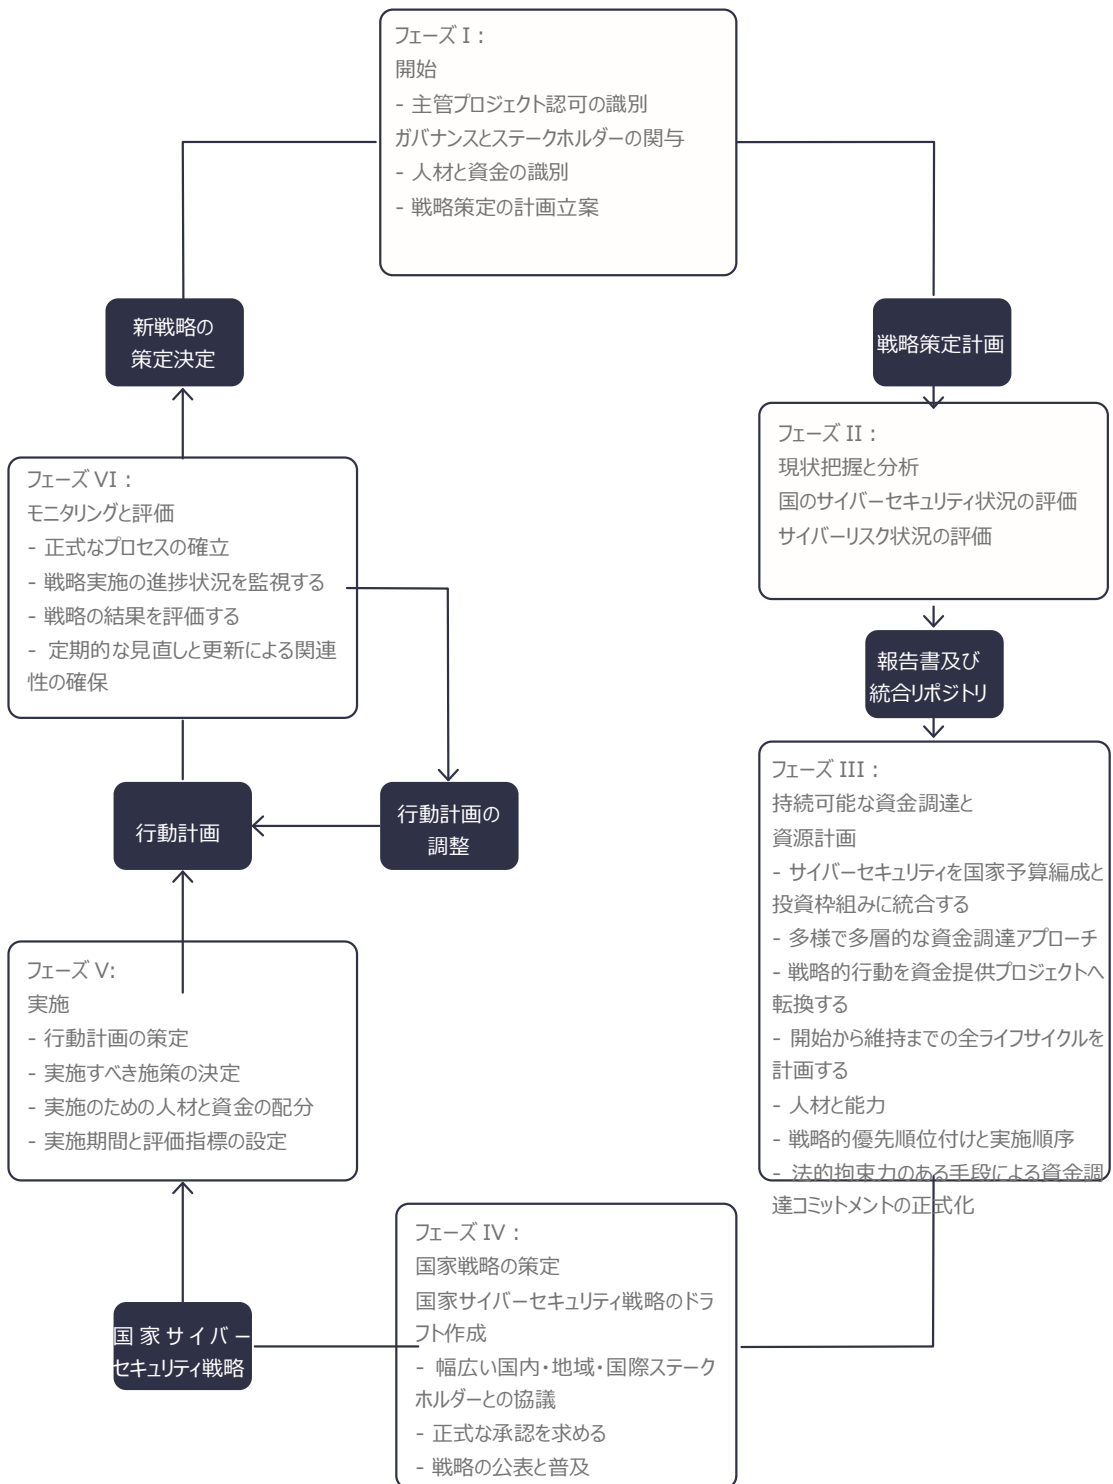 フェーズ I：
開始
- 主管プロジェクト認可の識別
ガバナンスとステークホルダーの関与
- 人材と資金の識別
- 戦略策定の計画立案
新戦略の
策定決定
戦略策定計画
フェーズ II：
現状把握と分析
国のサイバーセキュリティ状況の評価
サイバーリスク状況の評価
フェーズ VI：
モニタリングと評価
- 正式なプロセスの確立
- 戦略実施の進捗状況を監視する
- 戦略の結果を評価する
- 定期的な見直しと更新による関連
性の確保
報告書及び
統合リポジトリ
フェーズ III：
持続可能な資金調達と
資源計画
- サイバーセキュリティを国家予算編成と
投資枠組みに統合する
- 多様で多層的な資金調達アプローチ
- 戦略的行動を資金提供プロジェクトへ
転換する
- 開始から維持までの全ライフサイクルを
計画する
- 人材と能力
- 戦略的優先順位付けと実施順序
- 法的拘束力のある手段による資金調
達コミットメントの正式化
行動計画
行動計画の
調整
フェーズ V:
実施
- 行動計画の策定
- 実施すべき施策の決定
- 実施のための人材と資金の配分
- 実施期間と評価指標の設定
フェーズ IV：
国家戦略の策定
国家サイバーセキュリティ戦略のドラ
フト作成
- 幅広い国内・地域・国際ステーク
ホルダーとの協議
- 正式な承認を求める
- 戦略の公表と普及
国家サイバー
セキュリティ戦略